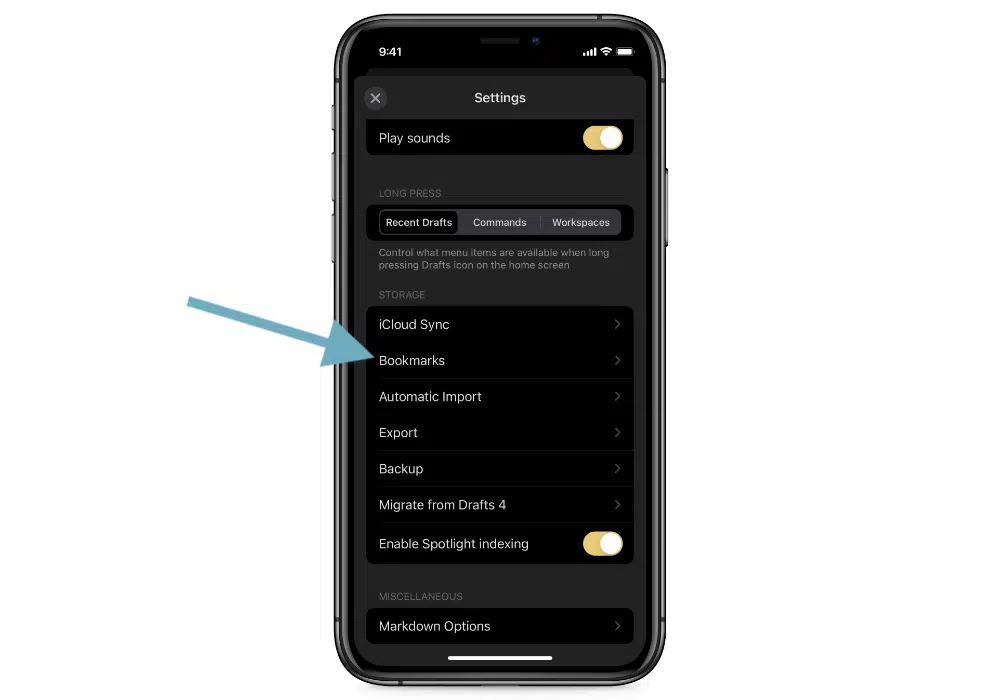 9:41
Settings
Play sounds
LONG PRESS
Recent Drafts Commands Workspaces
Control what menu items are available when long
pressing Drafts icon on the home screen
STORAGE
iCloud Sync
Bookmarks
Automatic Import
Export
Backup
Migrate from Drafts 4
Enable Spotlight indexing
MISCELLANEOUS
Markdown Options